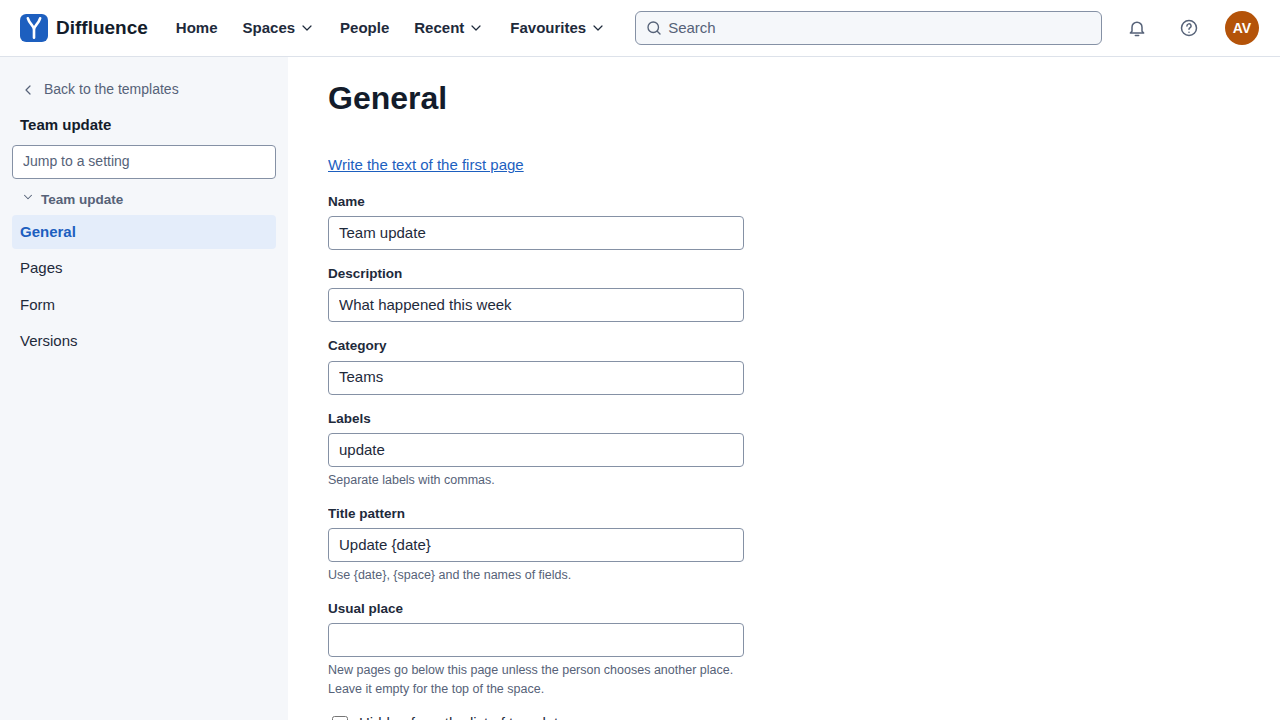 Diffluence Home Spaces People Recent Favourites Search AV
Back to the templates
Team update
Jump to a setting
Team update
General
Pages
Form
Versions
General
Write the text of the first page
Name
Team update
Description
What happened this week
Category
Teams
Labels
update
Separate labels with commas.
Title pattern
Update {date}
Use {date}, {space} and the names of fields.
Usual place
New pages go below this page unless the person chooses another place.
Leave it empty for the top of the space.